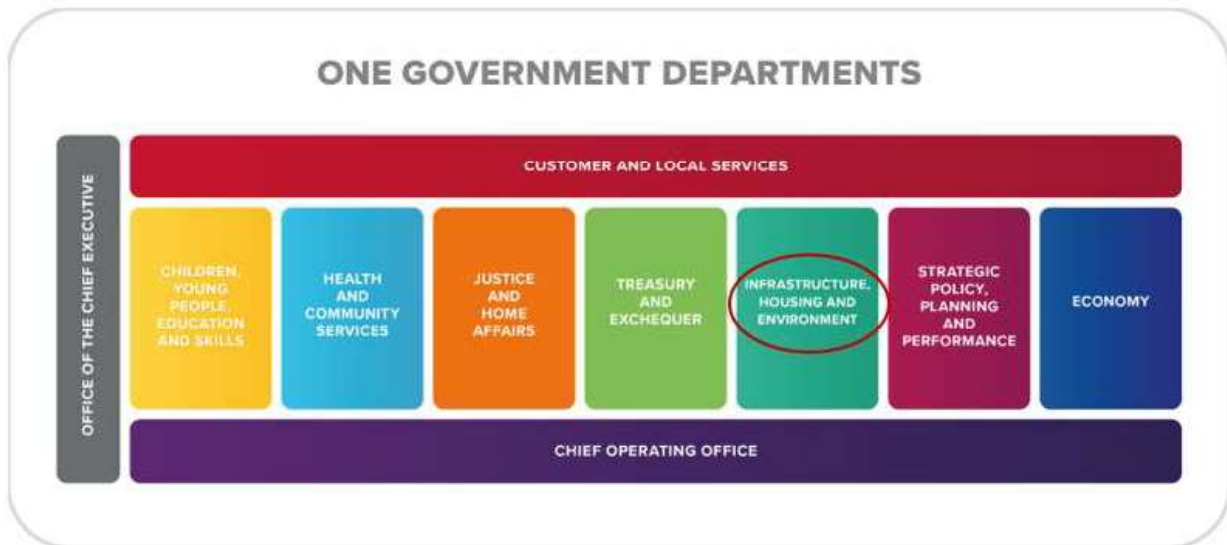 ONE GOVERNMENT DEPARTMENTS
OFFICE OF THE CHIEF EXECUTIVE
CUSTOMER AND LOCAL SERVICES
CHILDREN,
YOUNG
PEOPLE,
EDUCATION
AND SKILLS
HEALTH
AND
COMMUNITY
SERVICES
JUSTICE
AND
HOME
AFFAIRS
TREASURY
AND
EXCHEQUER
INFRASTRUCTURE,
HOUSING AND
ENVIRONMENT
STRATEGIC
POLICY,
PLANNING
AND
PERFORMANCE
ECONOMY
CHIEF OPERATING OFFICE